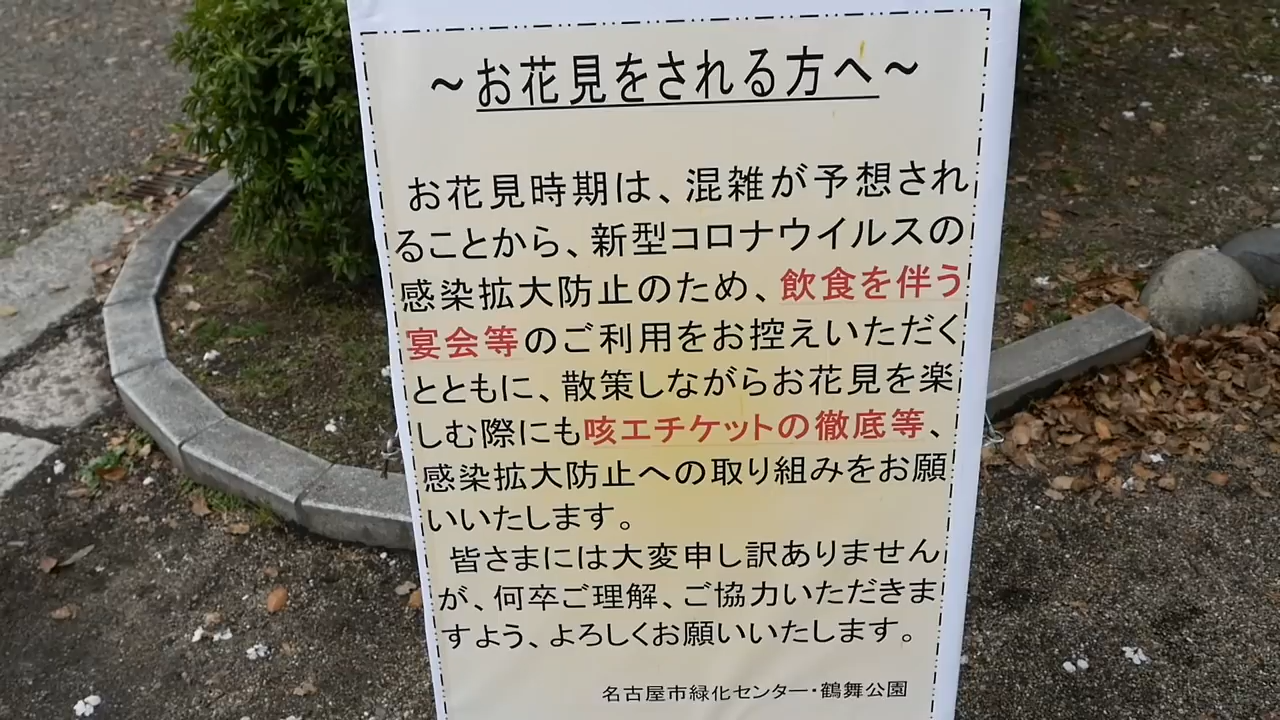 ～お花見をされる方へ～
お花見時期は、混雑が予想され
ることから、新型コロナウイルスの
感染拡大防止のため、飲食を伴う
宴会等のご利用をお控えいただく
とともに、散策しながらお花見を楽
しむ際にも咳エチケットの徹底等、
感染拡大防止への取り組みをお願
いいたします。
皆さまには大変申し訳ありません
が、何卒ご理解、ご協力いただきま
すよう、よろしくお願いいたします。
名古屋市緑化センター・鶴舞公園